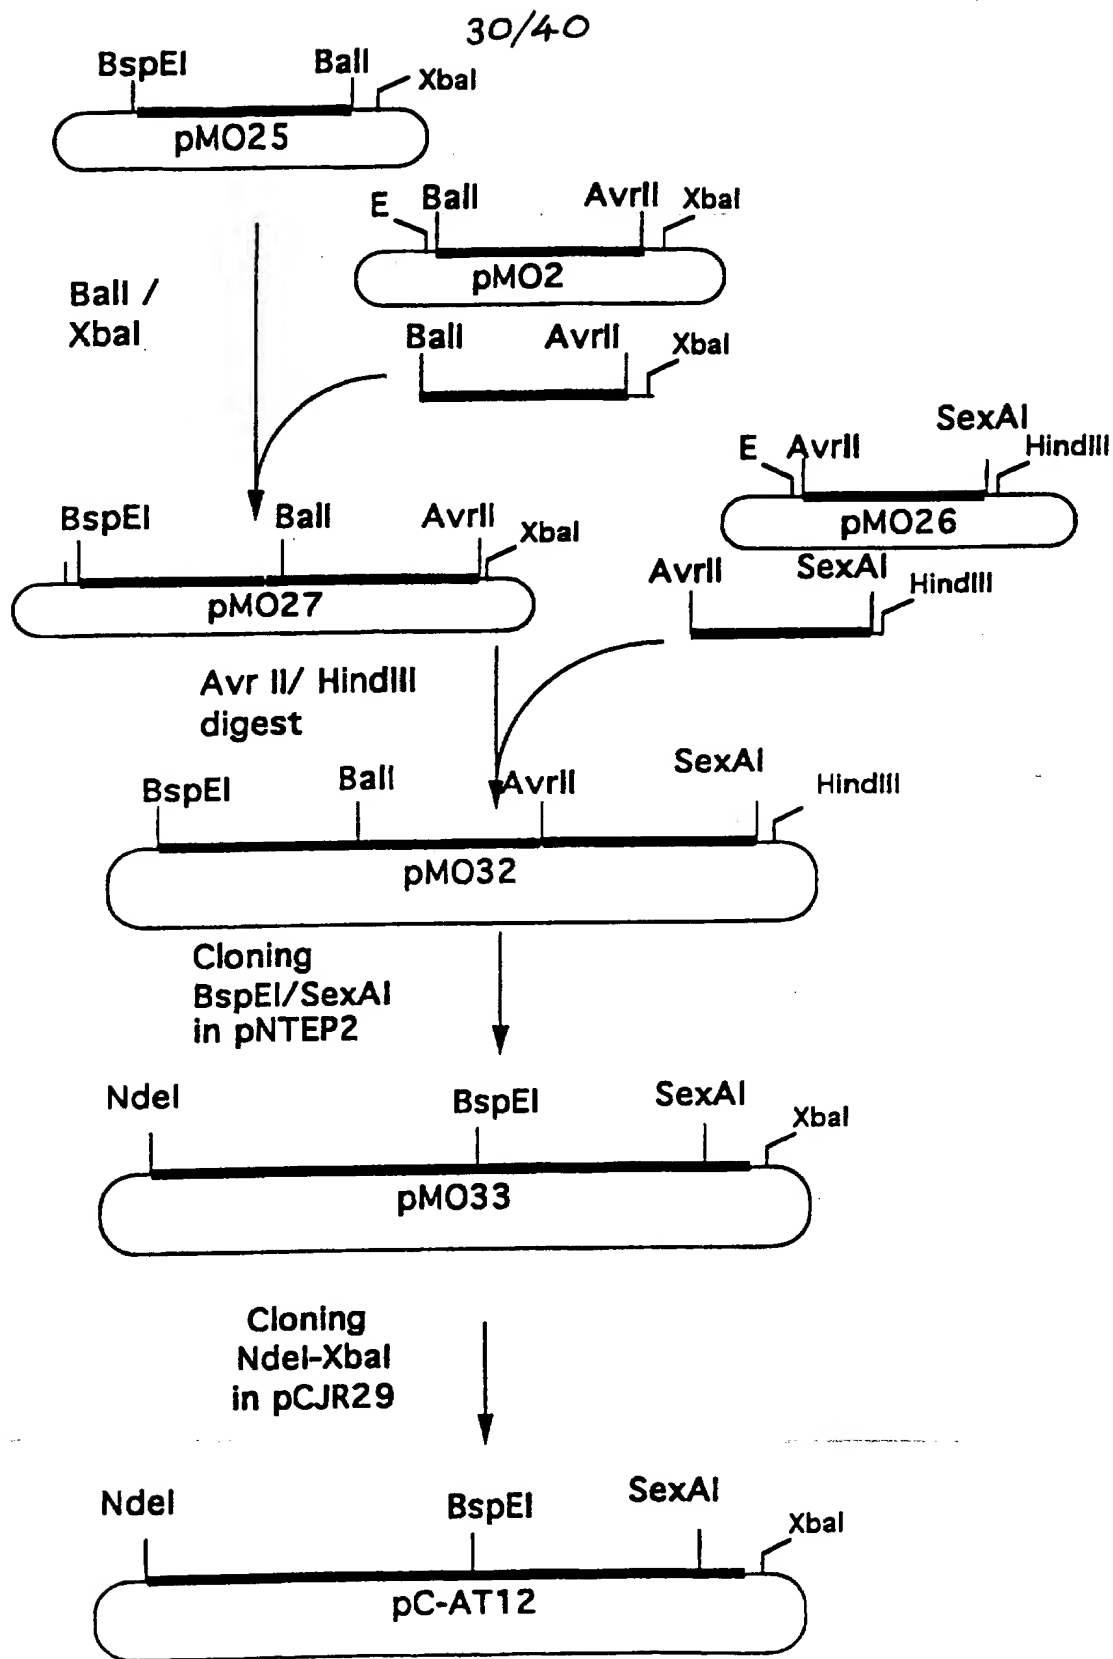 30/40
BspEI
BalI
XbaI
pMO25
E
BalI
AvrII
XbaI
pMO2
BalI /
XbaI
BalI
AvrII
XbaI
E
AvrII
SexAI
HindIII
pMO26
BspEI
BalI
AvrII
XbaI
pMO27
AvrII
SexAI
HindIII
Avr II/ HindIII
digest
BspEI
BalI
AvrII
SexAI
HindIII
pMO32
Cloning
BspEI/SexAI
in pNTEP2
NdeI
BspEI
SexAI
XbaI
pMO33
Cloning
NdeI-XbaI
in pCJR29
NdeI
BspEI
SexAI
XbaI
pC-AT12